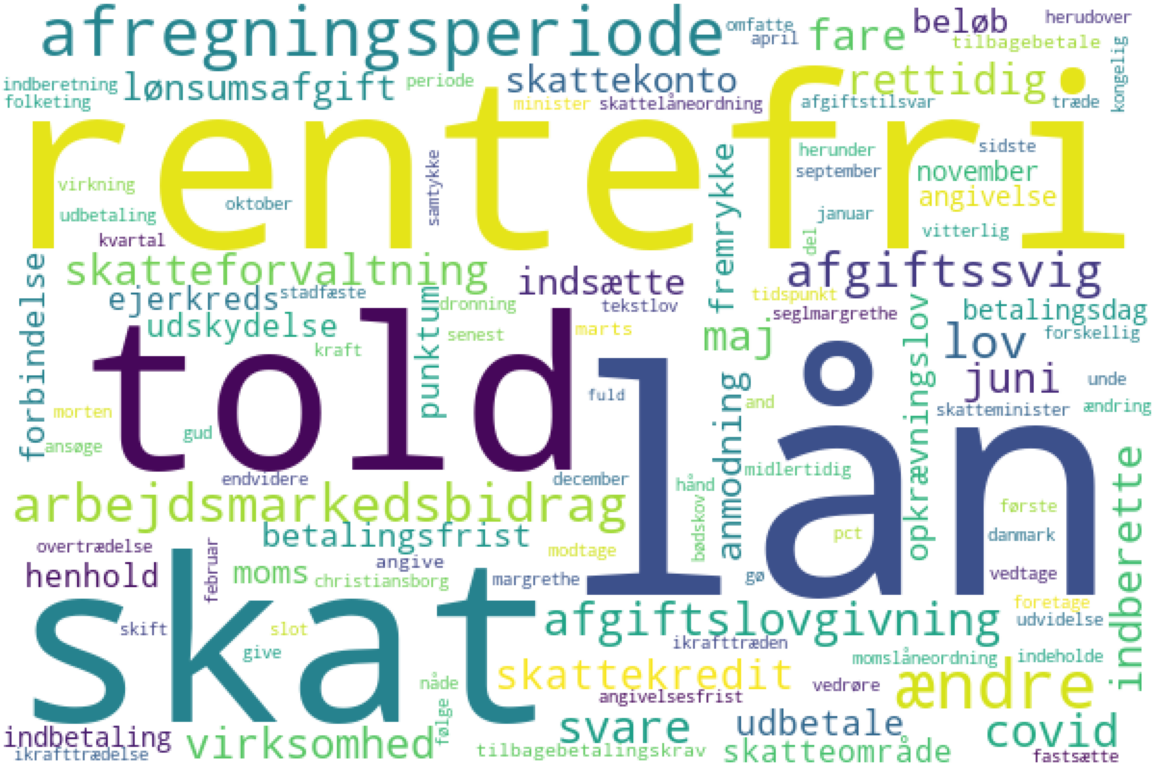 afregningsperiode
omfatte
april
fare
beløb
herudover
tilbagebetale
kongelig
indberetning
folketing
lønsumsafgift
periode
skattekonto
minister
skattelåneordning
rettidig
afgiftstilsvar
træde
rentefri
virkning
udbetaling
kvartal
oktober
samtykke
fremrykke
herunder
september
januar
del
sidste
november
angivelse
vitterlig
forbindelse
skatteforvaltning
ejerkreds
stadfæste
udskydelse
kraft
punktum
dronning
senest
indsætte
tekstlov
marts
afgiftssvig
tidspunkt
seglmargrethe
maj
opkrævningslov
betalingsdag
lov
forskellig
juni
unde
skatteminister
ændring
told
lån
morten
ansøge
gud
fuld
anmodning
and
endvidere
december
hånd
midlertidig
arbejdsmarkedsbidrag
bødskov
pct
første
danmark
indberette
betalingsfrist
modtage
overtrædelse
henhold
februar
moms
christiansborg
angive
margrethe
gø
vedtage
skat
skift
slot
give
afgiftslovgivning
foretage
udvidelse
ikrafttræden
momslåneordning
indeholde
skattekredit
angivelsesfrist
vedrøre
ændre
nåde
følge
indbetaling
ikrafttrædelse
virksomhed
tilbagebetalingskrav
svare
udbetale
skatteområde
covid
fastsætte